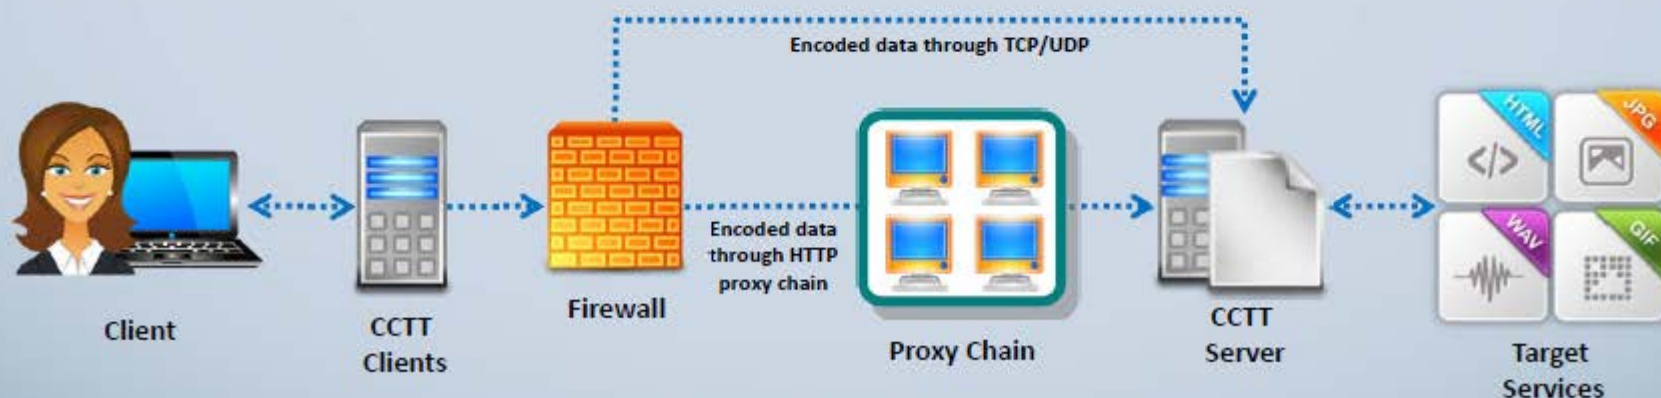 Encoded data through TCP/UDP
HTML
JPG
</>
WAV
GIF
Encoded data
through HTTP
proxy chain
Client
CCTT
Clients
Firewall
Proxy Chain
CCTT
Server
Target
Services